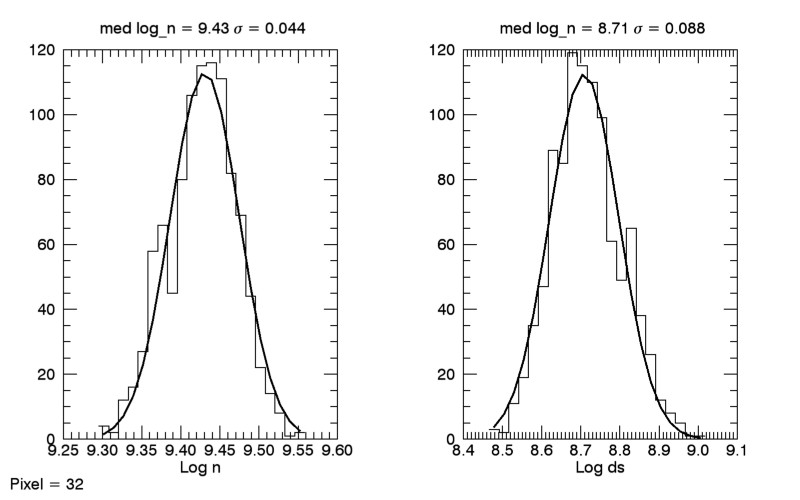 med log_n = 9.43 σ = 0.044
med log_n = 8.71 σ = 0.088
120
100
80
60
40
20
0
9.25 9.30 9.35 9.40 9.45 9.50 9.55 9.60
Log n
120
100
80
60
40
20
0
8.4 8.5 8.6 8.7 8.8 8.9 9.0 9.1
Log ds
Pixel = 32